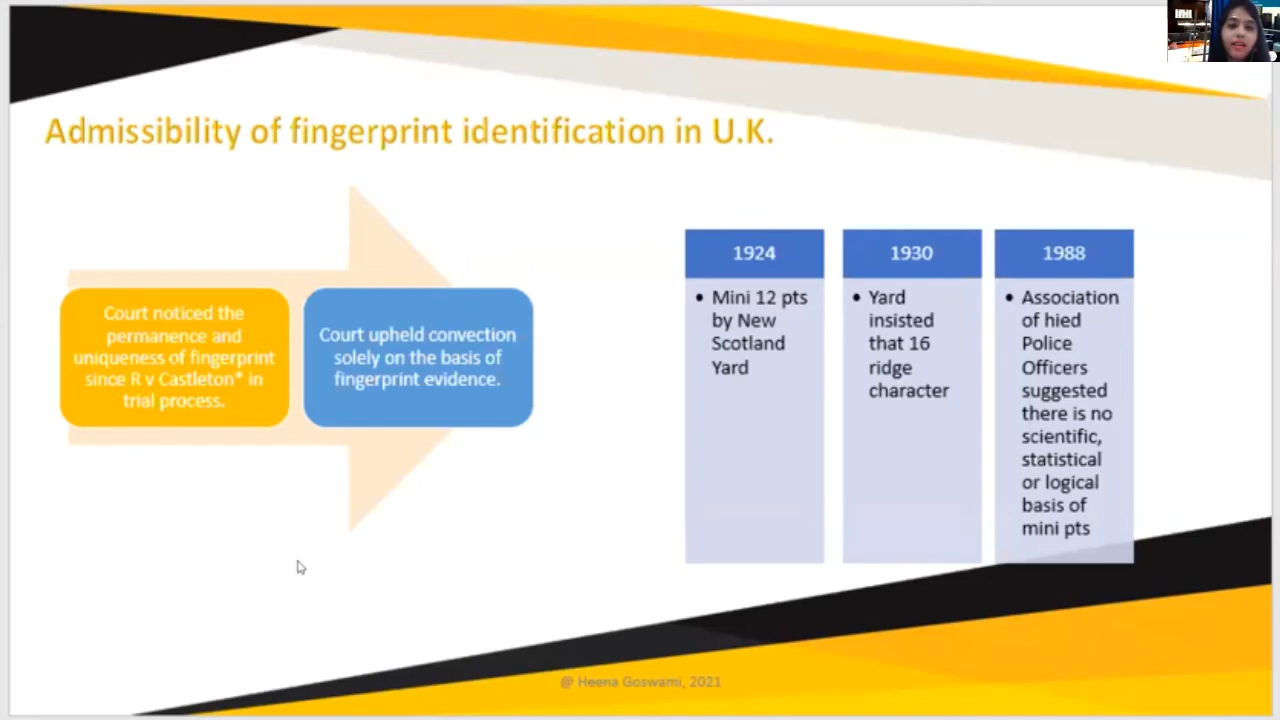 Admissibility of fingerprint identification in U.K.
Court noticed the
permanence and
uniqueness of fingerprint
since R v Castleton* in
trial process.
Court upheld convection
solely on the basis of
fingerprint evidence.
1924
• Mini 12 pts
by New
Scotland
Yard
1930
• Yard
insisted
that 16
ridge
character
1988
• Association
of hied
Police
Officers
suggested
there is no
scientific,
statistical
or logical
basis of
mini pts
@ Heena Goswami, 2021